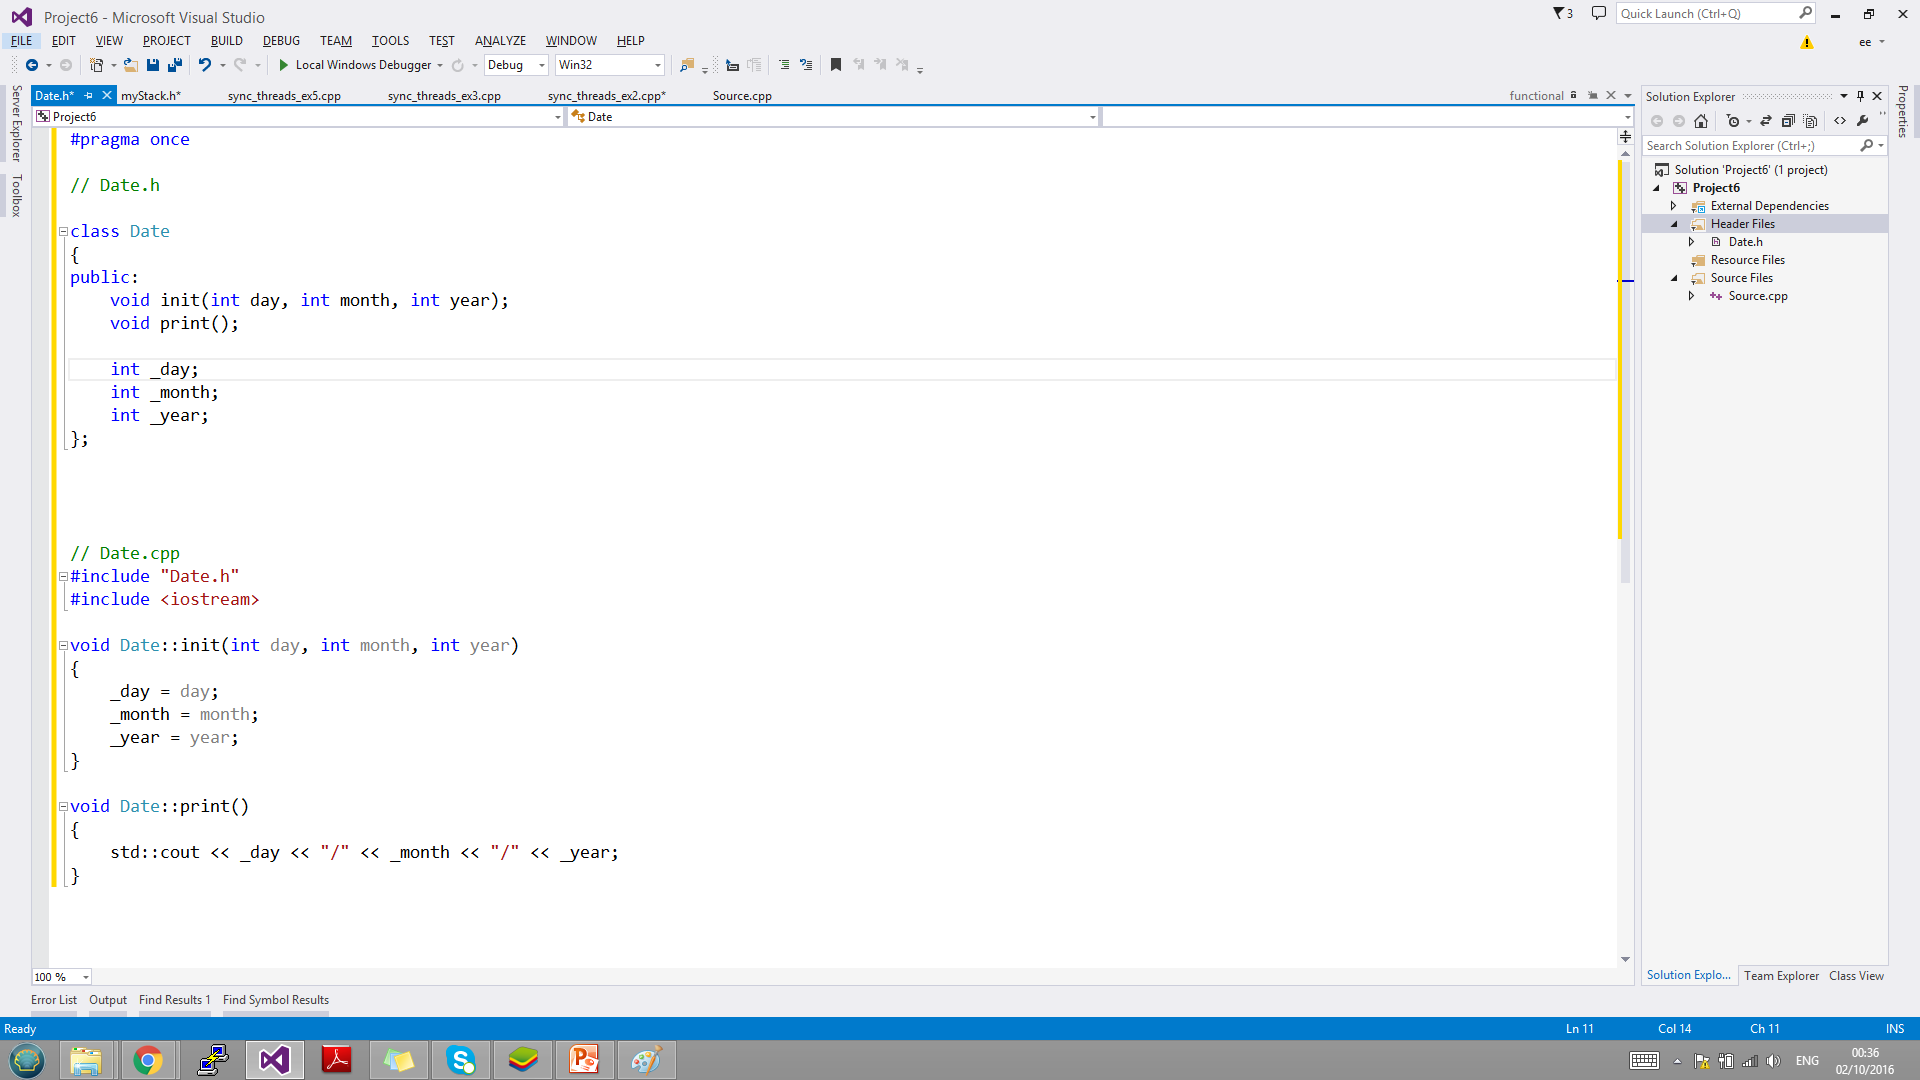 Project6 - Microsoft Visual Studio
3
Quick Launch (Ctrl+Q)
FILE EDIT VIEW PROJECT BUILD DEBUG TEAM TOOLS TEST ANALYZE WINDOW HELP
ee
Local Windows Debugger Debug Win32
Server Explorer
Toolbox
Date.h* myStack.h* sync_threads_ex5.cpp sync_threads_ex3.cpp sync_threads_ex2.cpp* Source.cpp functional
Project6 Date
#pragma once
// Date.h
class Date
{
public:
void init(int day, int month, int year);
void print();
int _day;
int _month;
int _year;
};
// Date.cpp
#include "Date.h"
#include <iostream>
void Date::init(int day, int month, int year)
{
_day = day;
_month = month;
_year = year;
}
void Date::print()
{
std::cout << _day << "/" << _month << "/" << _year;
}
100 %
Solution Explorer
Properties
Search Solution Explorer (Ctrl+;)
Solution 'Project6' (1 project)
Project6
External Dependencies
Header Files
Date.h
Resource Files
Source Files
Source.cpp
Solution Explo... Team Explorer Class View
Error List Output Find Results 1 Find Symbol Results
Ready Ln 11 Col 14 Ch 11 INS
ENG
00:36
02/10/2016